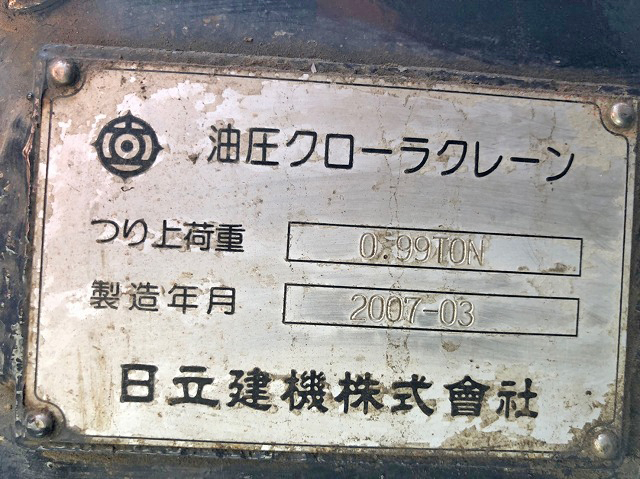 油圧クローラクレーン
つり上荷重 0.99TON
製造年月 2007-03
日立建機株式會社